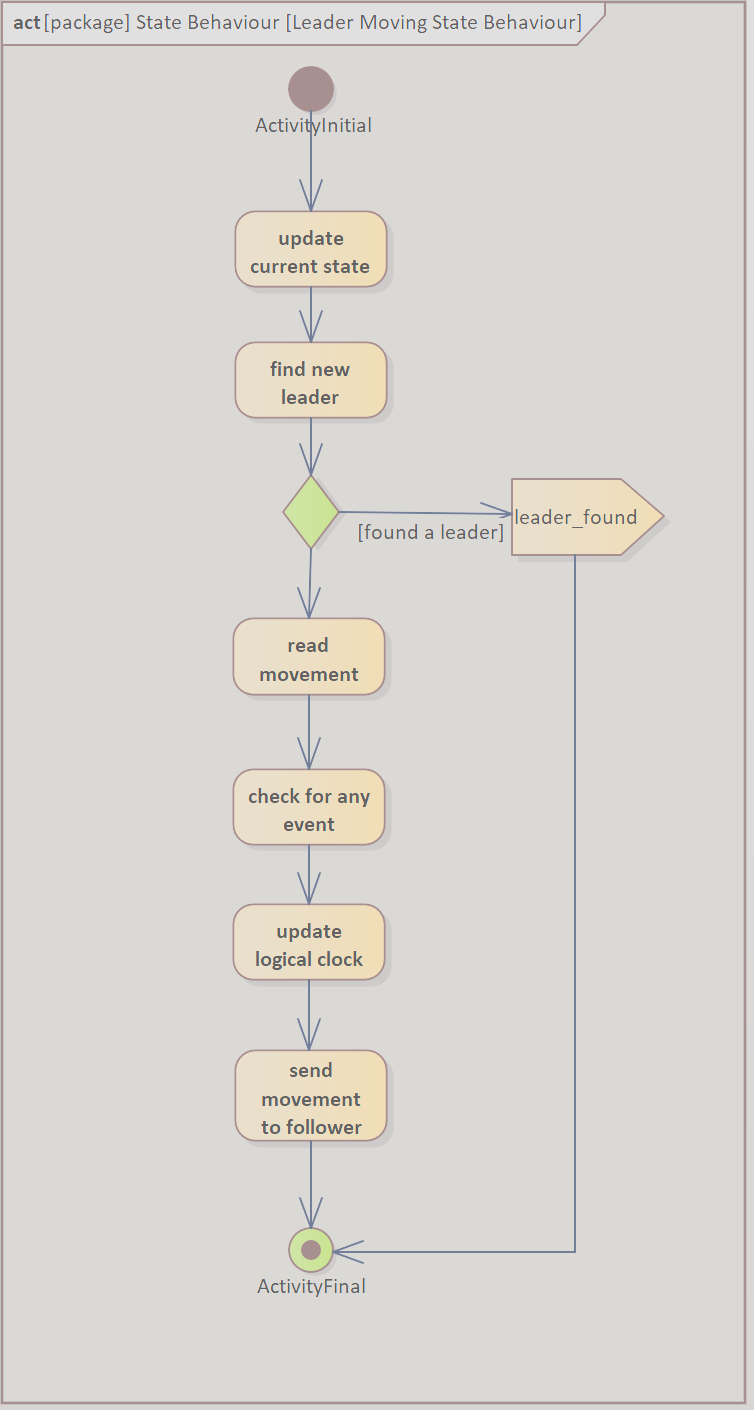 act [package] State Behaviour [Leader Moving State Behaviour]
ActivityInitial
update
current state
find new
leader
leader_found
[found a leader]
read
movement
check for any
event
update
logical clock
send
movement
to follower
ActivityFinal